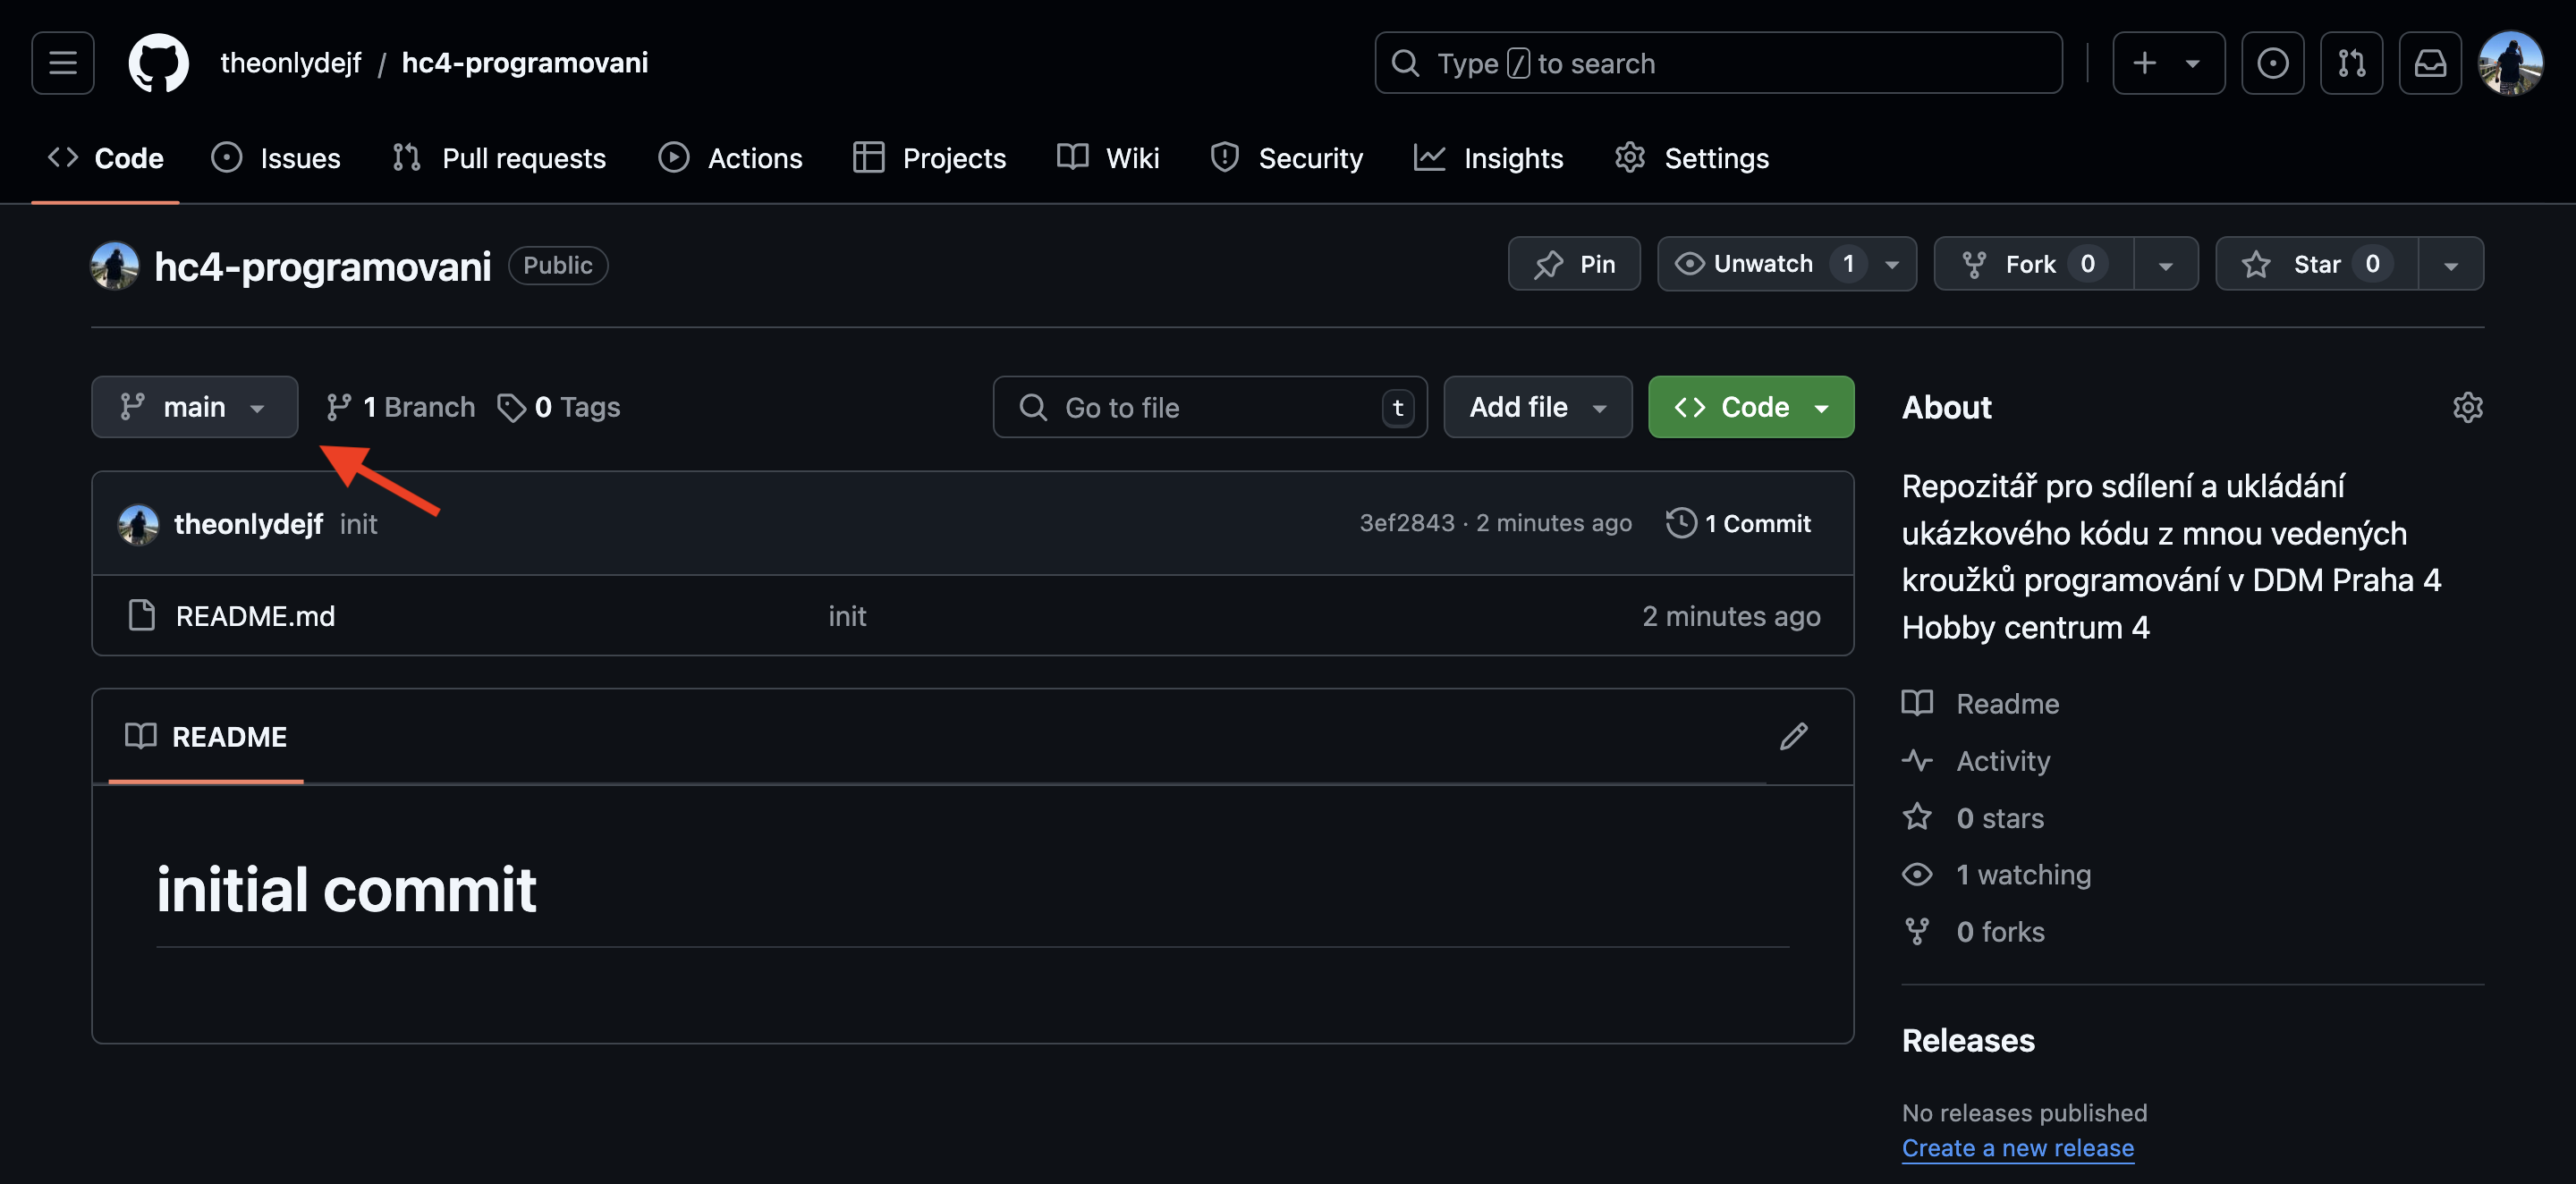 theonlydejf / hc4-programovani
Type / to search
Code Issues Pull requests Actions Projects Wiki Security Insights Settings
hc4-programovani Public
Pin Unwatch 1 Fork 0 Star 0
main 1 Branch 0 Tags Go to file t Add file Code
theonlydejf init 3ef2843 · 2 minutes ago 1 Commit
README.md init 2 minutes ago
README
initial commit
About
Repozitář pro sdílení a ukládání
ukázkového kódu z mnou vedených
kroužků programování v DDM Praha 4
Hobby centrum 4
Readme
Activity
0 stars
1 watching
0 forks
Releases
No releases published
Create a new release